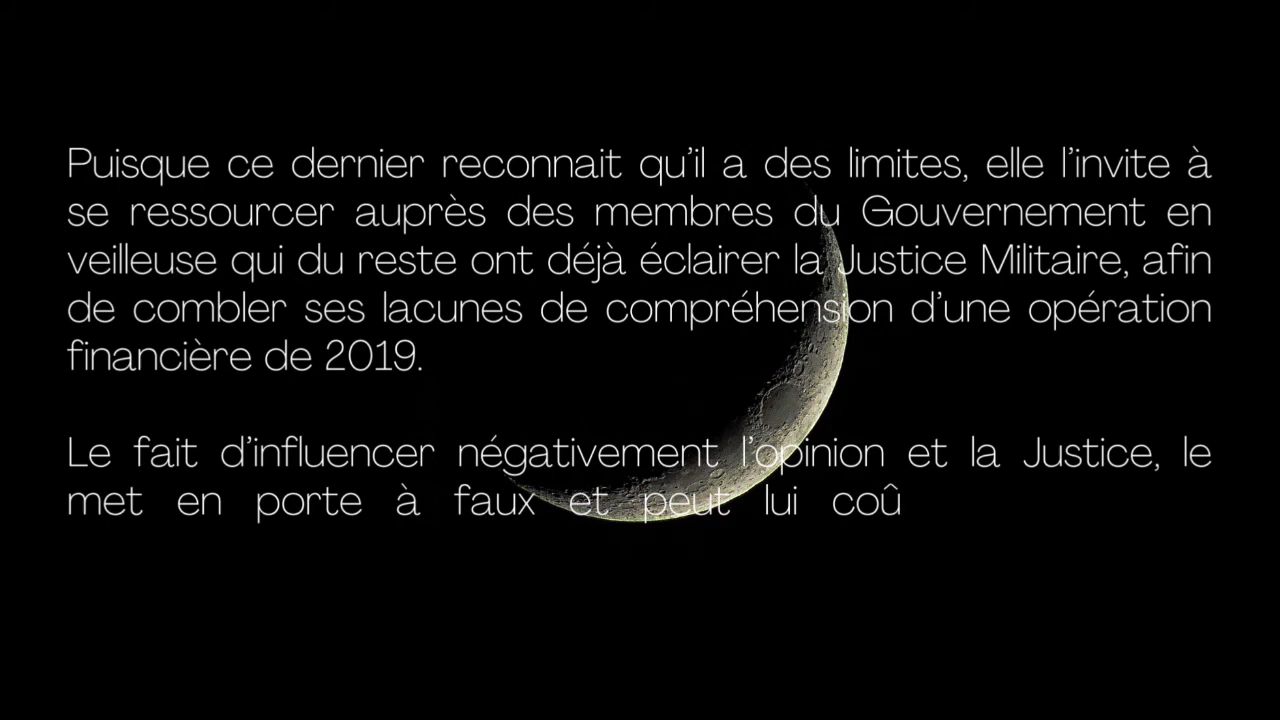 Puisque ce dernier reconnait qu'il a des limites, elle l'invite à
se ressourcer auprès des membres du Gouvernement en
veilleuse qui du reste ont déjà éclairer la Justice Militaire, afin
de combler ses lacunes de compréhension d'une opération
financière de 2019.
Le fait d'influencer négativement l'opinion et la Justice, le
met en porte à faux et peut lui coû